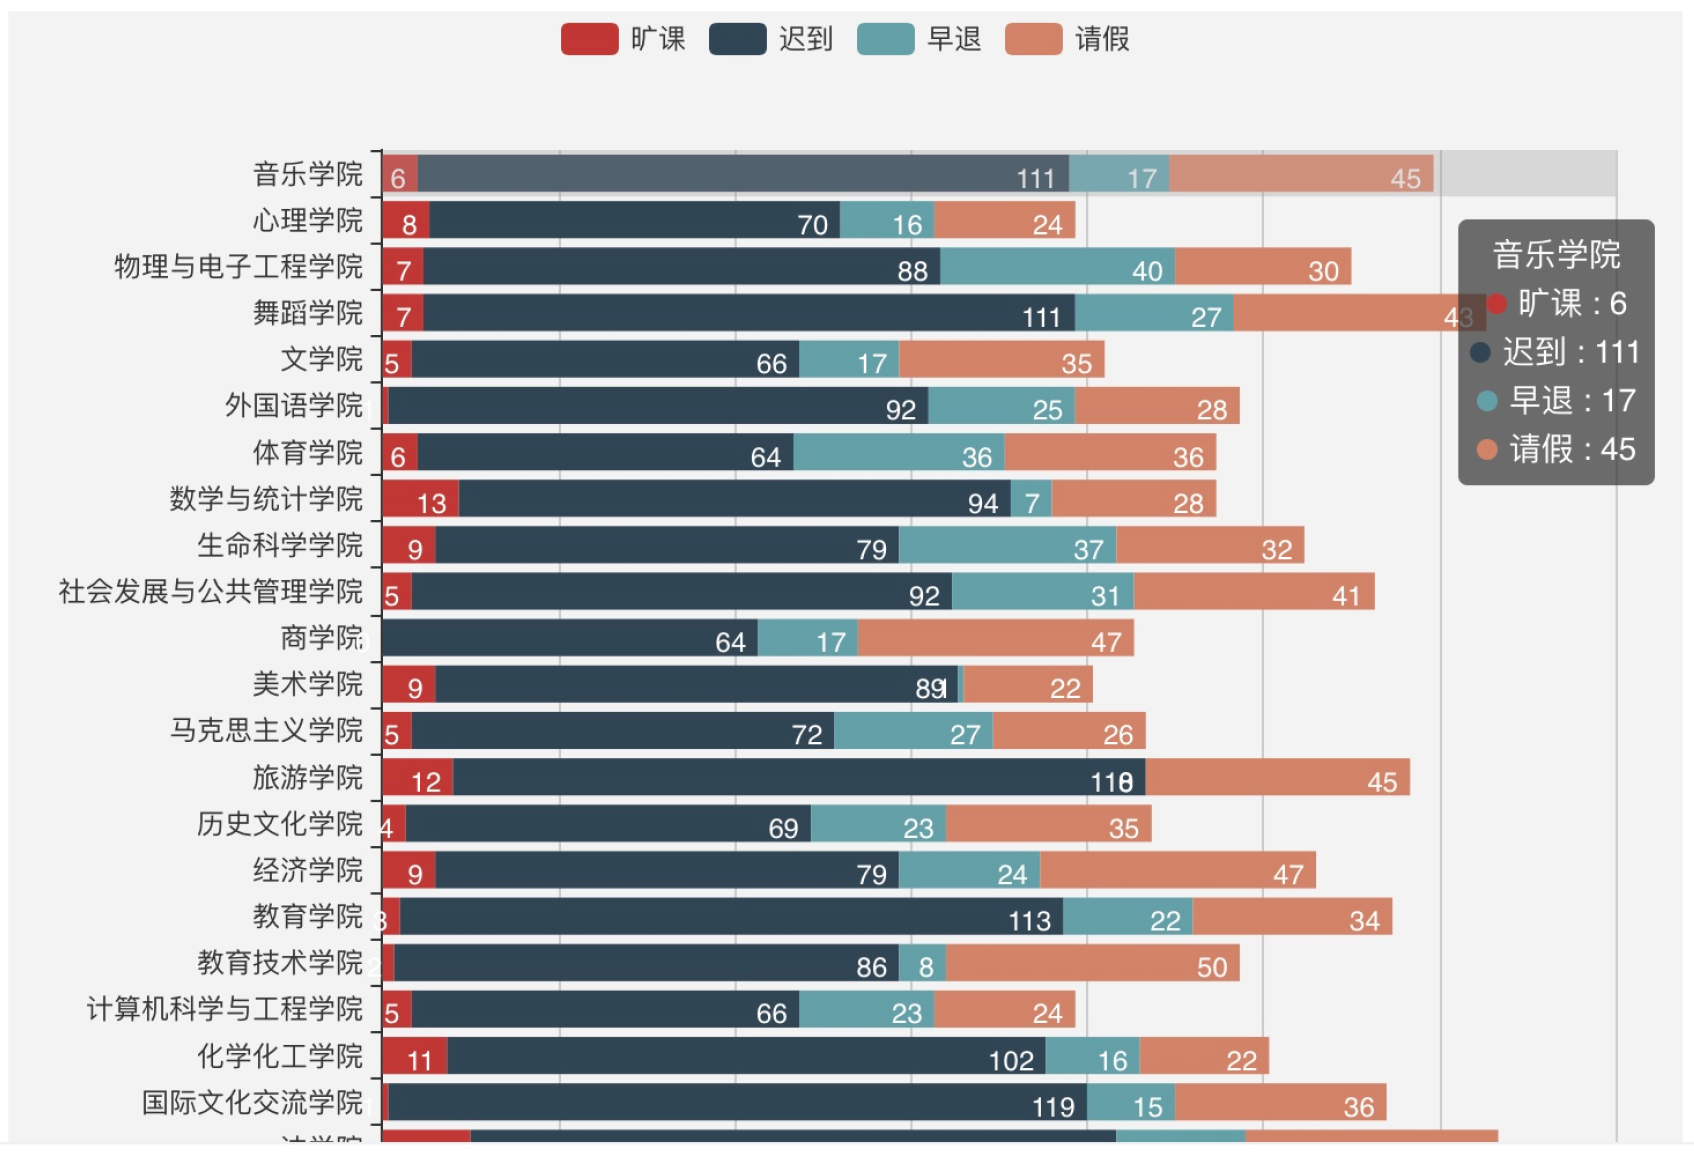 旷课 迟到 早退 请假
音乐学院 6 111 17 45
心理学院 8 70 16 24
音乐学院
物理与电子工程学院 7 88 40 30
旷课 : 6
舞蹈学院 7 111 27 43
迟到 : 111
文学院 5 66 17 35
早退 : 17
外国语学院 1 92 25 28
请假 : 45
体育学院 6 64 36 36
数学与统计学院 13 94 7 28
生命科学学院 9 79 37 32
社会发展与公共管理学院 5 92 31 41
商学院 0 64 17 47
美术学院 9 89 1 22
马克思主义学院 5 72 27 26
旅游学院 12 118 0 45
历史文化学院 4 69 23 35
经济学院 9 79 24 47
教育学院 3 113 22 34
教育技术学院 2 86 8 50
计算机科学与工程学院 5 66 23 24
化学化工学院 11 102 16 22
国际文化交流学院 1 119 15 36